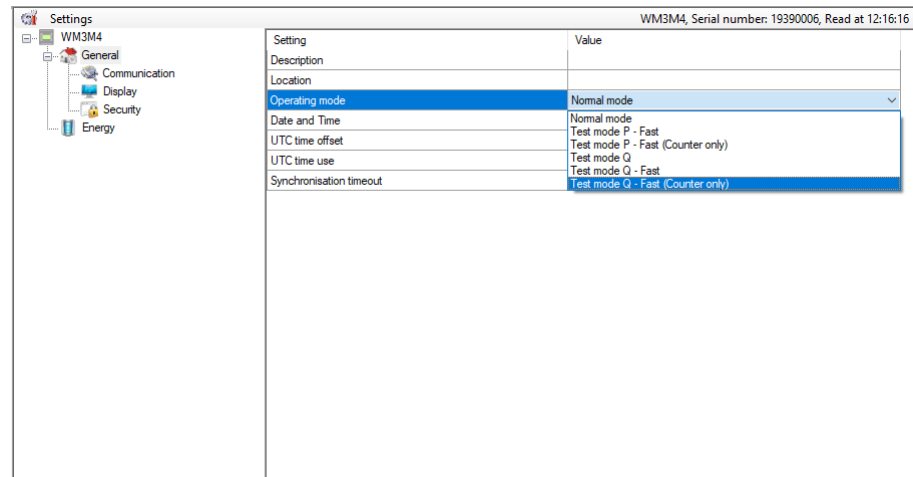 Settings
WM3M4, Serial number: 19390006, Read at 12:16:16
WM3M4
General
Communication
Display
Security
Energy
Setting Value
Description
Location
Operating mode Normal mode
Date and Time
UTC time offset
UTC time use
Synchronisation timeout
Normal mode
Test mode P - Fast
Test mode P - Fast (Counter only)
Test mode Q
Test mode Q - Fast
Test mode Q - Fast (Counter only)